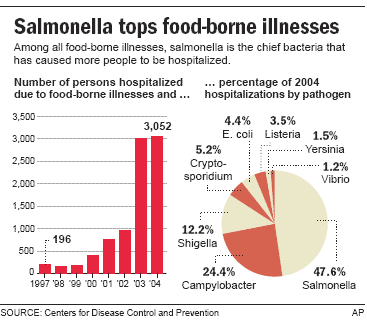 Salmonella tops food-borne illnesses
Among all food-borne illnesses, salmonella is the chief bacteria that
has caused more people to be hospitalized.
Number of persons hospitalized
due to food-borne illnesses and ...
3,500
3,000
2,500
2,000
1,500
1,000
500
0
3,052
196
1997 '98 '99 '00 '01 '02 '03 '04
... percentage of 2004
hospitalizations by pathogen
4.4%
E. coli
3.5%
Listeria
1.5%
Yersinia
1.2%
Vibrio
5.2%
Crypto-
sporidium
12.2%
Shigella
24.4%
Campylobacter
47.6%
Salmonella
SOURCE: Centers for Disease Control and Prevention
AP